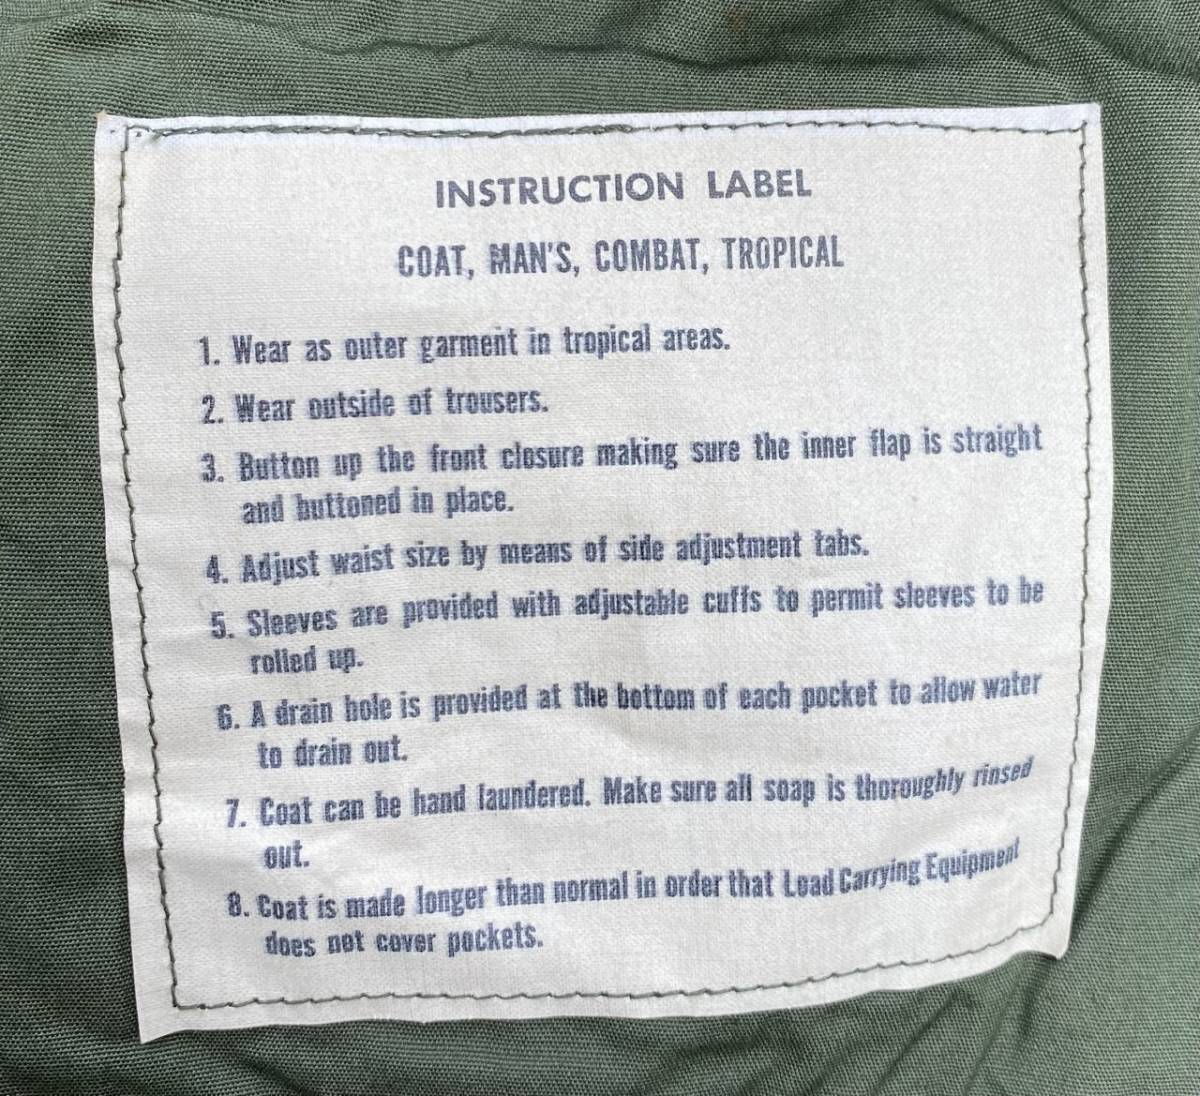 INSTRUCTION LABEL
COAT, MAN'S, COMBAT, TROPICAL
1. Wear as outer garment in tropical areas.
2. Wear outside of trousers.
3. Button up the front closure making sure the inner flap is straight
and buttoned in place.
4. Adjust waist size by means of side adjustment tabs.
5. Sleeves are provided with adjustable cuffs to permit sleeves to be
rolled up.
6. A drain hole is provided at the bottom of each pocket to allow water
to drain out.
7. Coat can be hand laundered. Make sure all soap is thoroughly rinsed
out.
8. Coat is made longer than normal in order that Load Carrying Equipment
does not cover pockets.